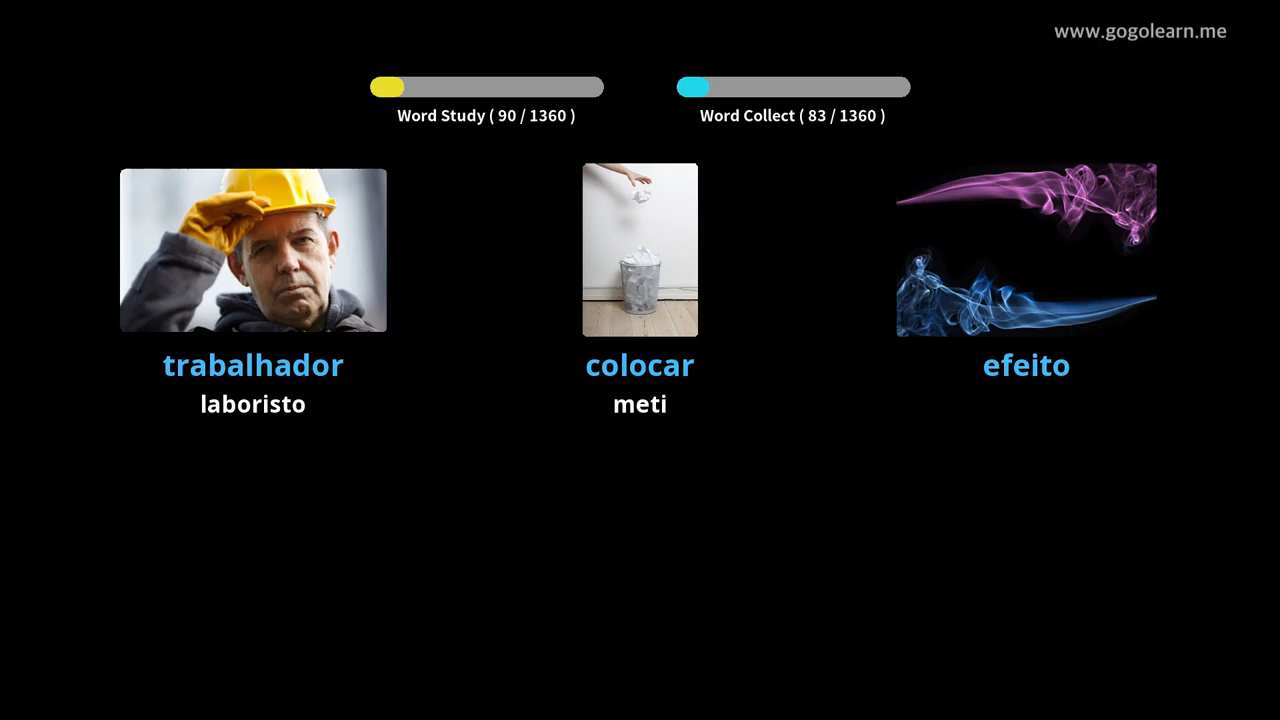 www.gogolearn.me
Word Study ( 90 / 1360 )
Word Collect ( 83 / 1360 )
trabalhador
laboristo
colocar
meti
efeito